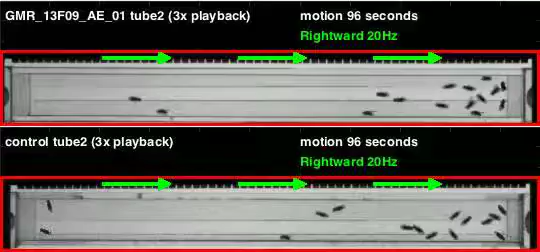 GMR_13F09_AE_01 tube2 (3x playback)
motion 96 seconds
Rightward 20Hz
control tube2 (3x playback)
motion 96 seconds
Rightward 20Hz